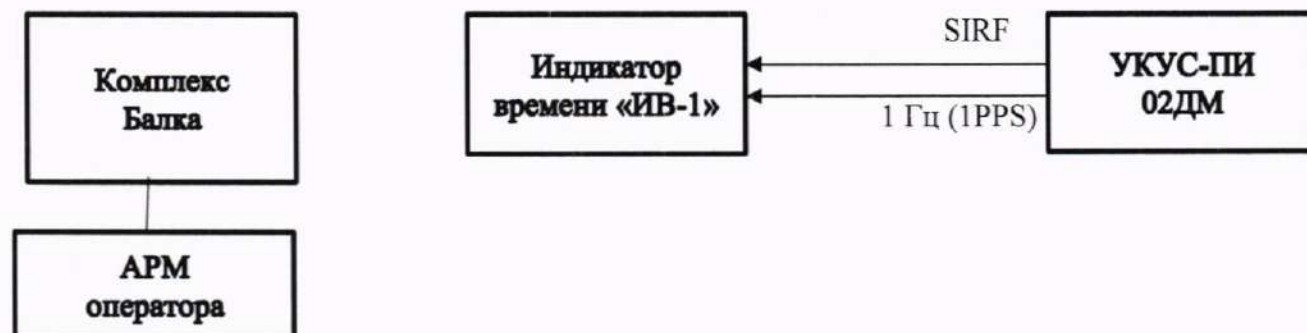 Комплекс
Балка
Индикатор
времени «ИВ-1»
SIRF
1 Гц (1PPS)
УКУС-ПИ
02ДМ
АРМ
оператора